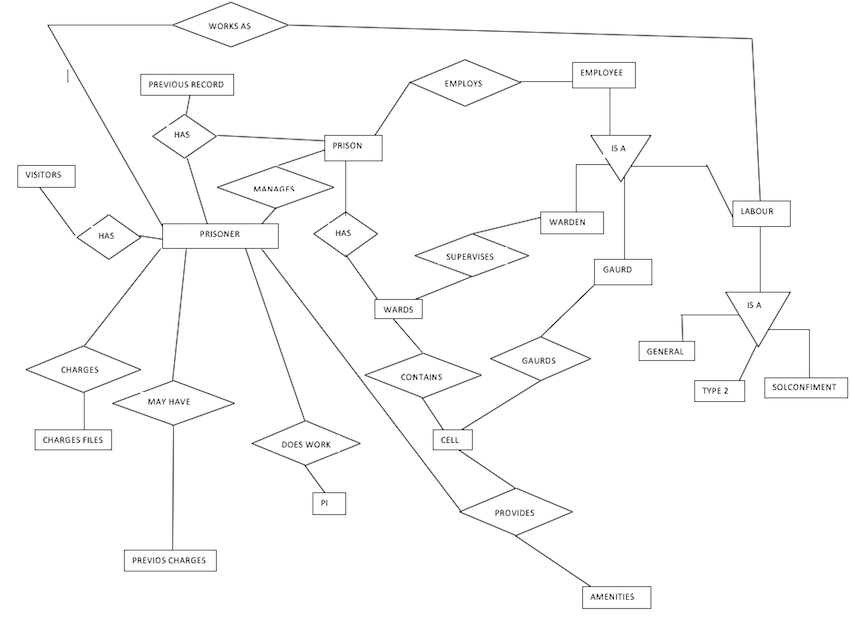 WORKS AS
EMPLOYEE
PREVIOUS RECORD
EMPLOYS
HAS
PRISON
IS A
VISITORS
MANAGES
LABOUR
WARDEN
HAS
PRISONER
HAS
SUPERVISES
GAURD
IS A
WARDS
GENERAL
CHARGES
CONTAINS
GAURDS
TYPE 2
SOLCONFIMENT
MAY HAVE
CHARGES FILES
DOES WORK
CELL
PI
PROVIDES
PREVIOS CHARGES
AMENITIES